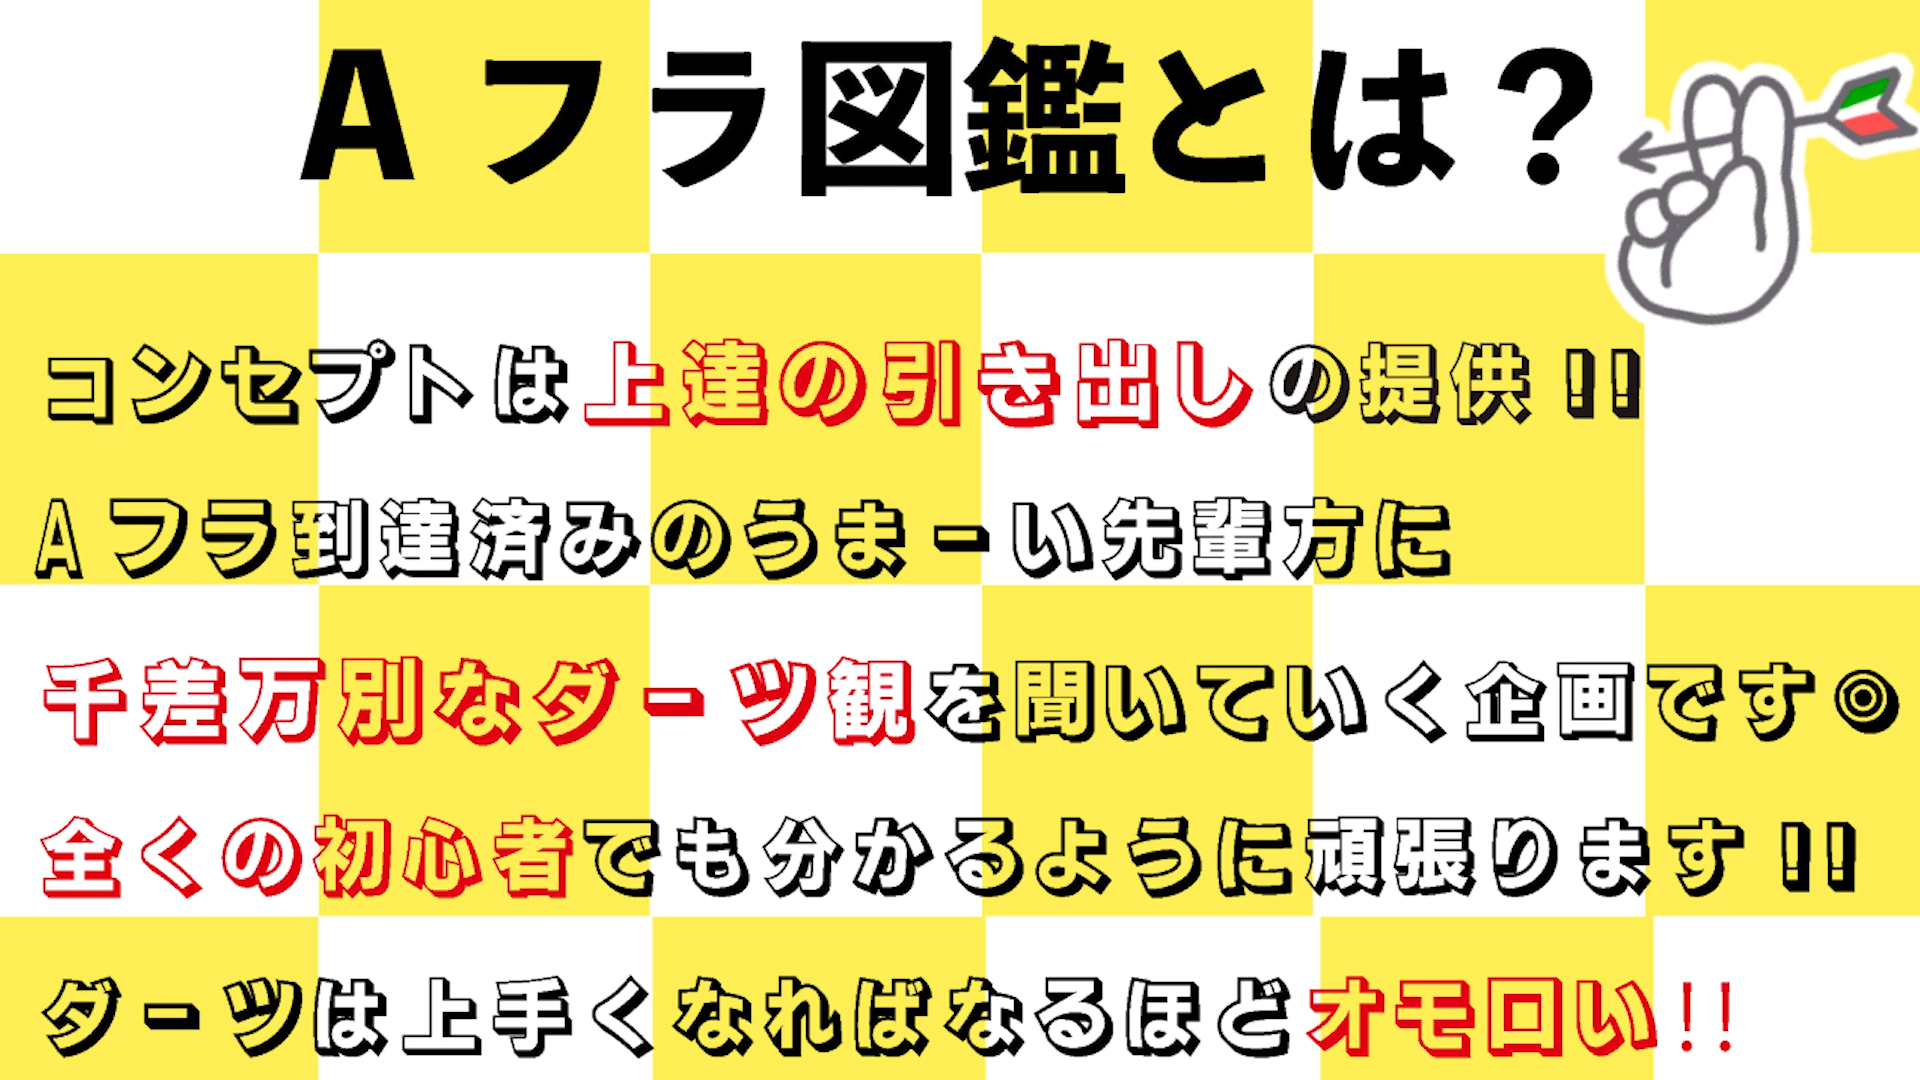 Aフラ図鑑とは？
コンセプトは上達の引き出しの提供!!
Aフラ到達済みのうまーい先輩方に
千差万別なダーツ観を聞いていく企画です◎
全くの初心者でも分かるように頑張ります!!
ダーツは上手くなればなるほどオモロい!!